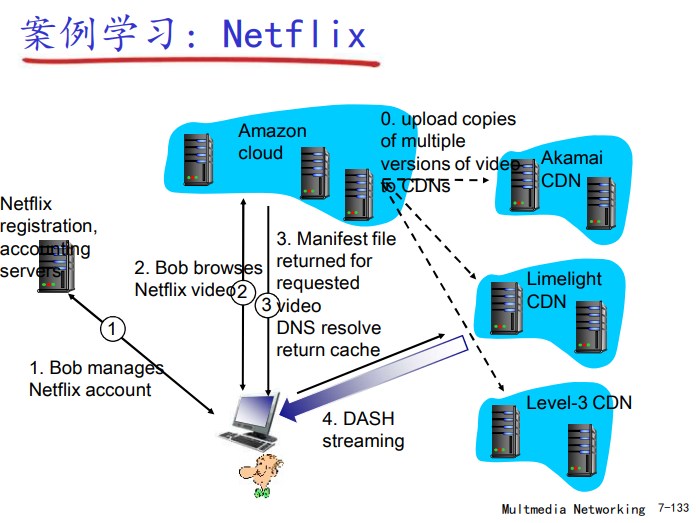 案例学习: Netflix
Amazon
cloud
0. upload copies
of multiple
versions of video
to CDNs
Akamai
CDN
Netflix
registration,
accounting
servers
2. Bob browses
Netflix video
2
3. Manifest file
returned for
requested
video
DNS resolve
return cache
3
Limelight
CDN
1
1. Bob manages
Netflix account
4. DASH
streaming
Level-3 CDN
Multmedia Networking 7-133